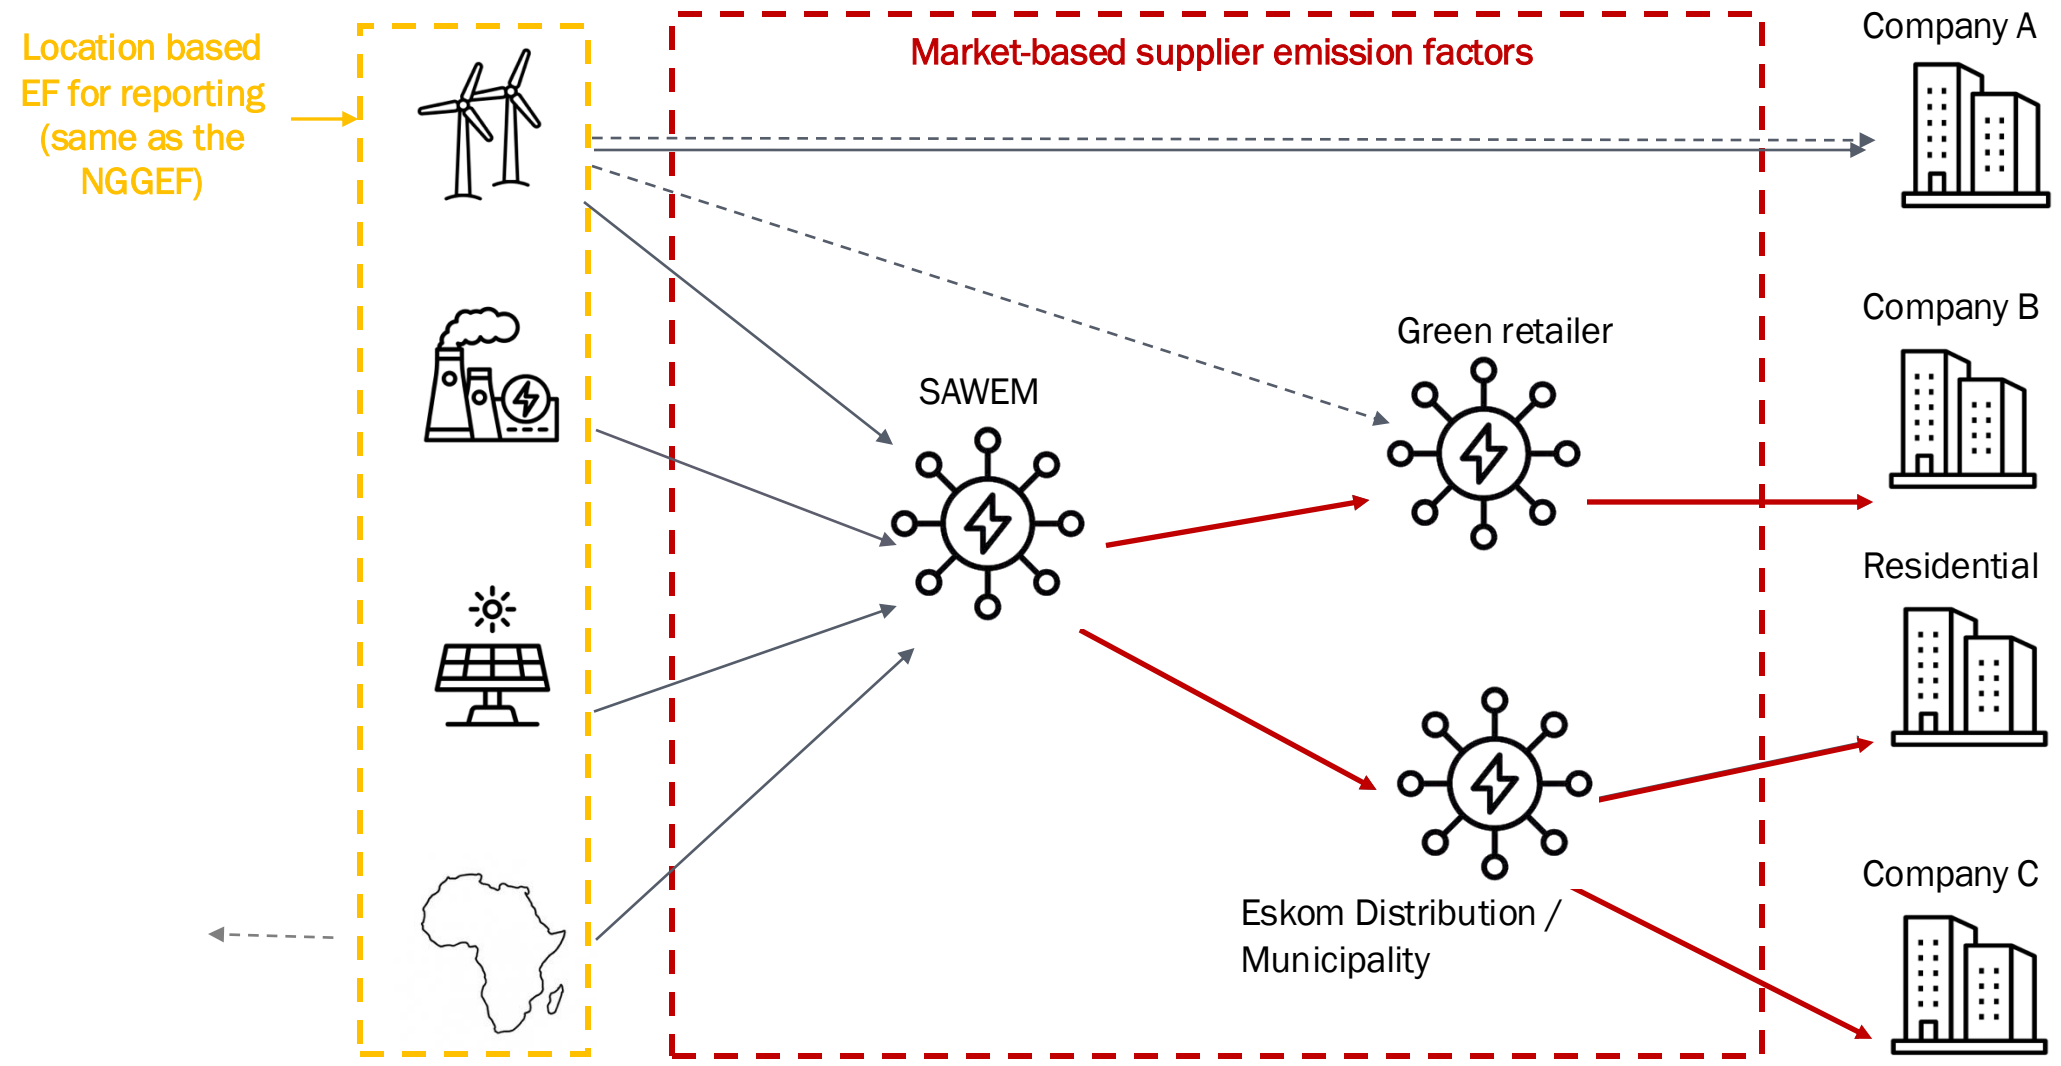 Location based
EF for reporting
(same as the
NGGEF)
Market-based supplier emission factors
Company A
Company B
Green retailer
SAWEM
Residential
Company C
Eskom Distribution /
Municipality